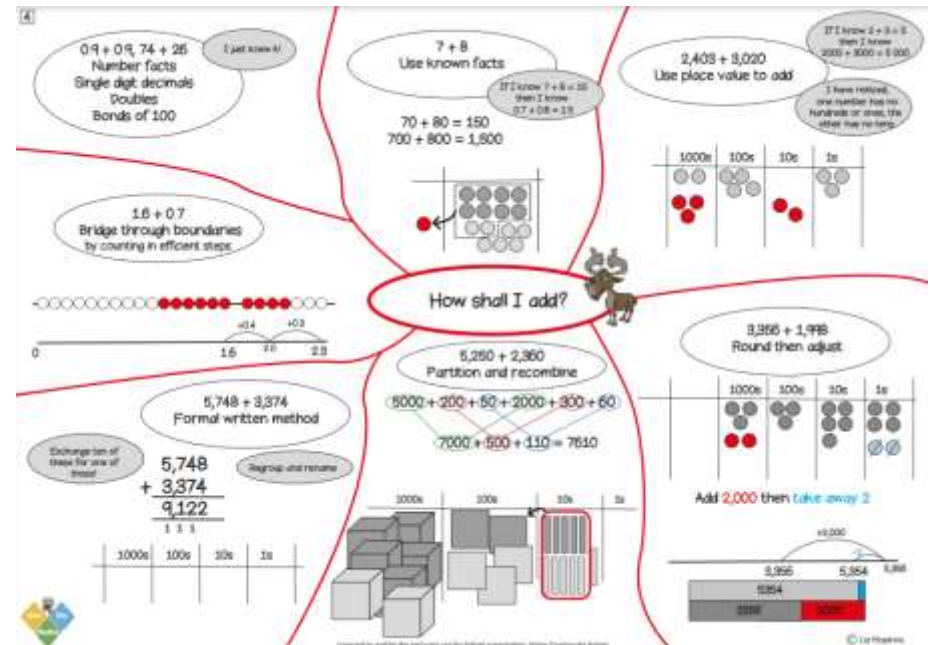 4
0.9 + 0.9, 74 + 26
Number facts
Single digit decimals
Doubles
Bonds of 100
I just know it!
7 + 8
Use known facts
If I know 7 + 8 = 15
then I know
0.7 + 0.8 = 1.5
70 + 80 = 150
700 + 800 = 1,500
2,403 + 3,020
Use place value to add
If I know 2 + 3 = 5
then I know
2000 + 3000 = 5 000
I have noticed,
one number has no
hundreds or ones, the
other has no tens.
1000s 100s 10s 1s
1.6 + 0.7
Bridge through boundaries
by counting in efficient steps
+0.4 +0.3
0 1.6 2.0 2.3
How shall I add?
5,748 + 3,374
Formal written method
Exchange ten of
these for one of
these!
Regroup and rename
5,748
+ 3,374
9,122
1 1 1
1000s 100s 10s 1s
5,250 + 2,360
Partition and recombine
5000 + 200 + 50 + 2000 + 300 + 60
7000 + 500 + 110 = 7610
1000s 100s 10s 1s
3,356 + 1,998
Round then adjust
1000s 100s 10s 1s
Add 2,000 then take away 2
+2,000
3,356 5,354 5,356
5354
3356 2000
© Liz Hopkins